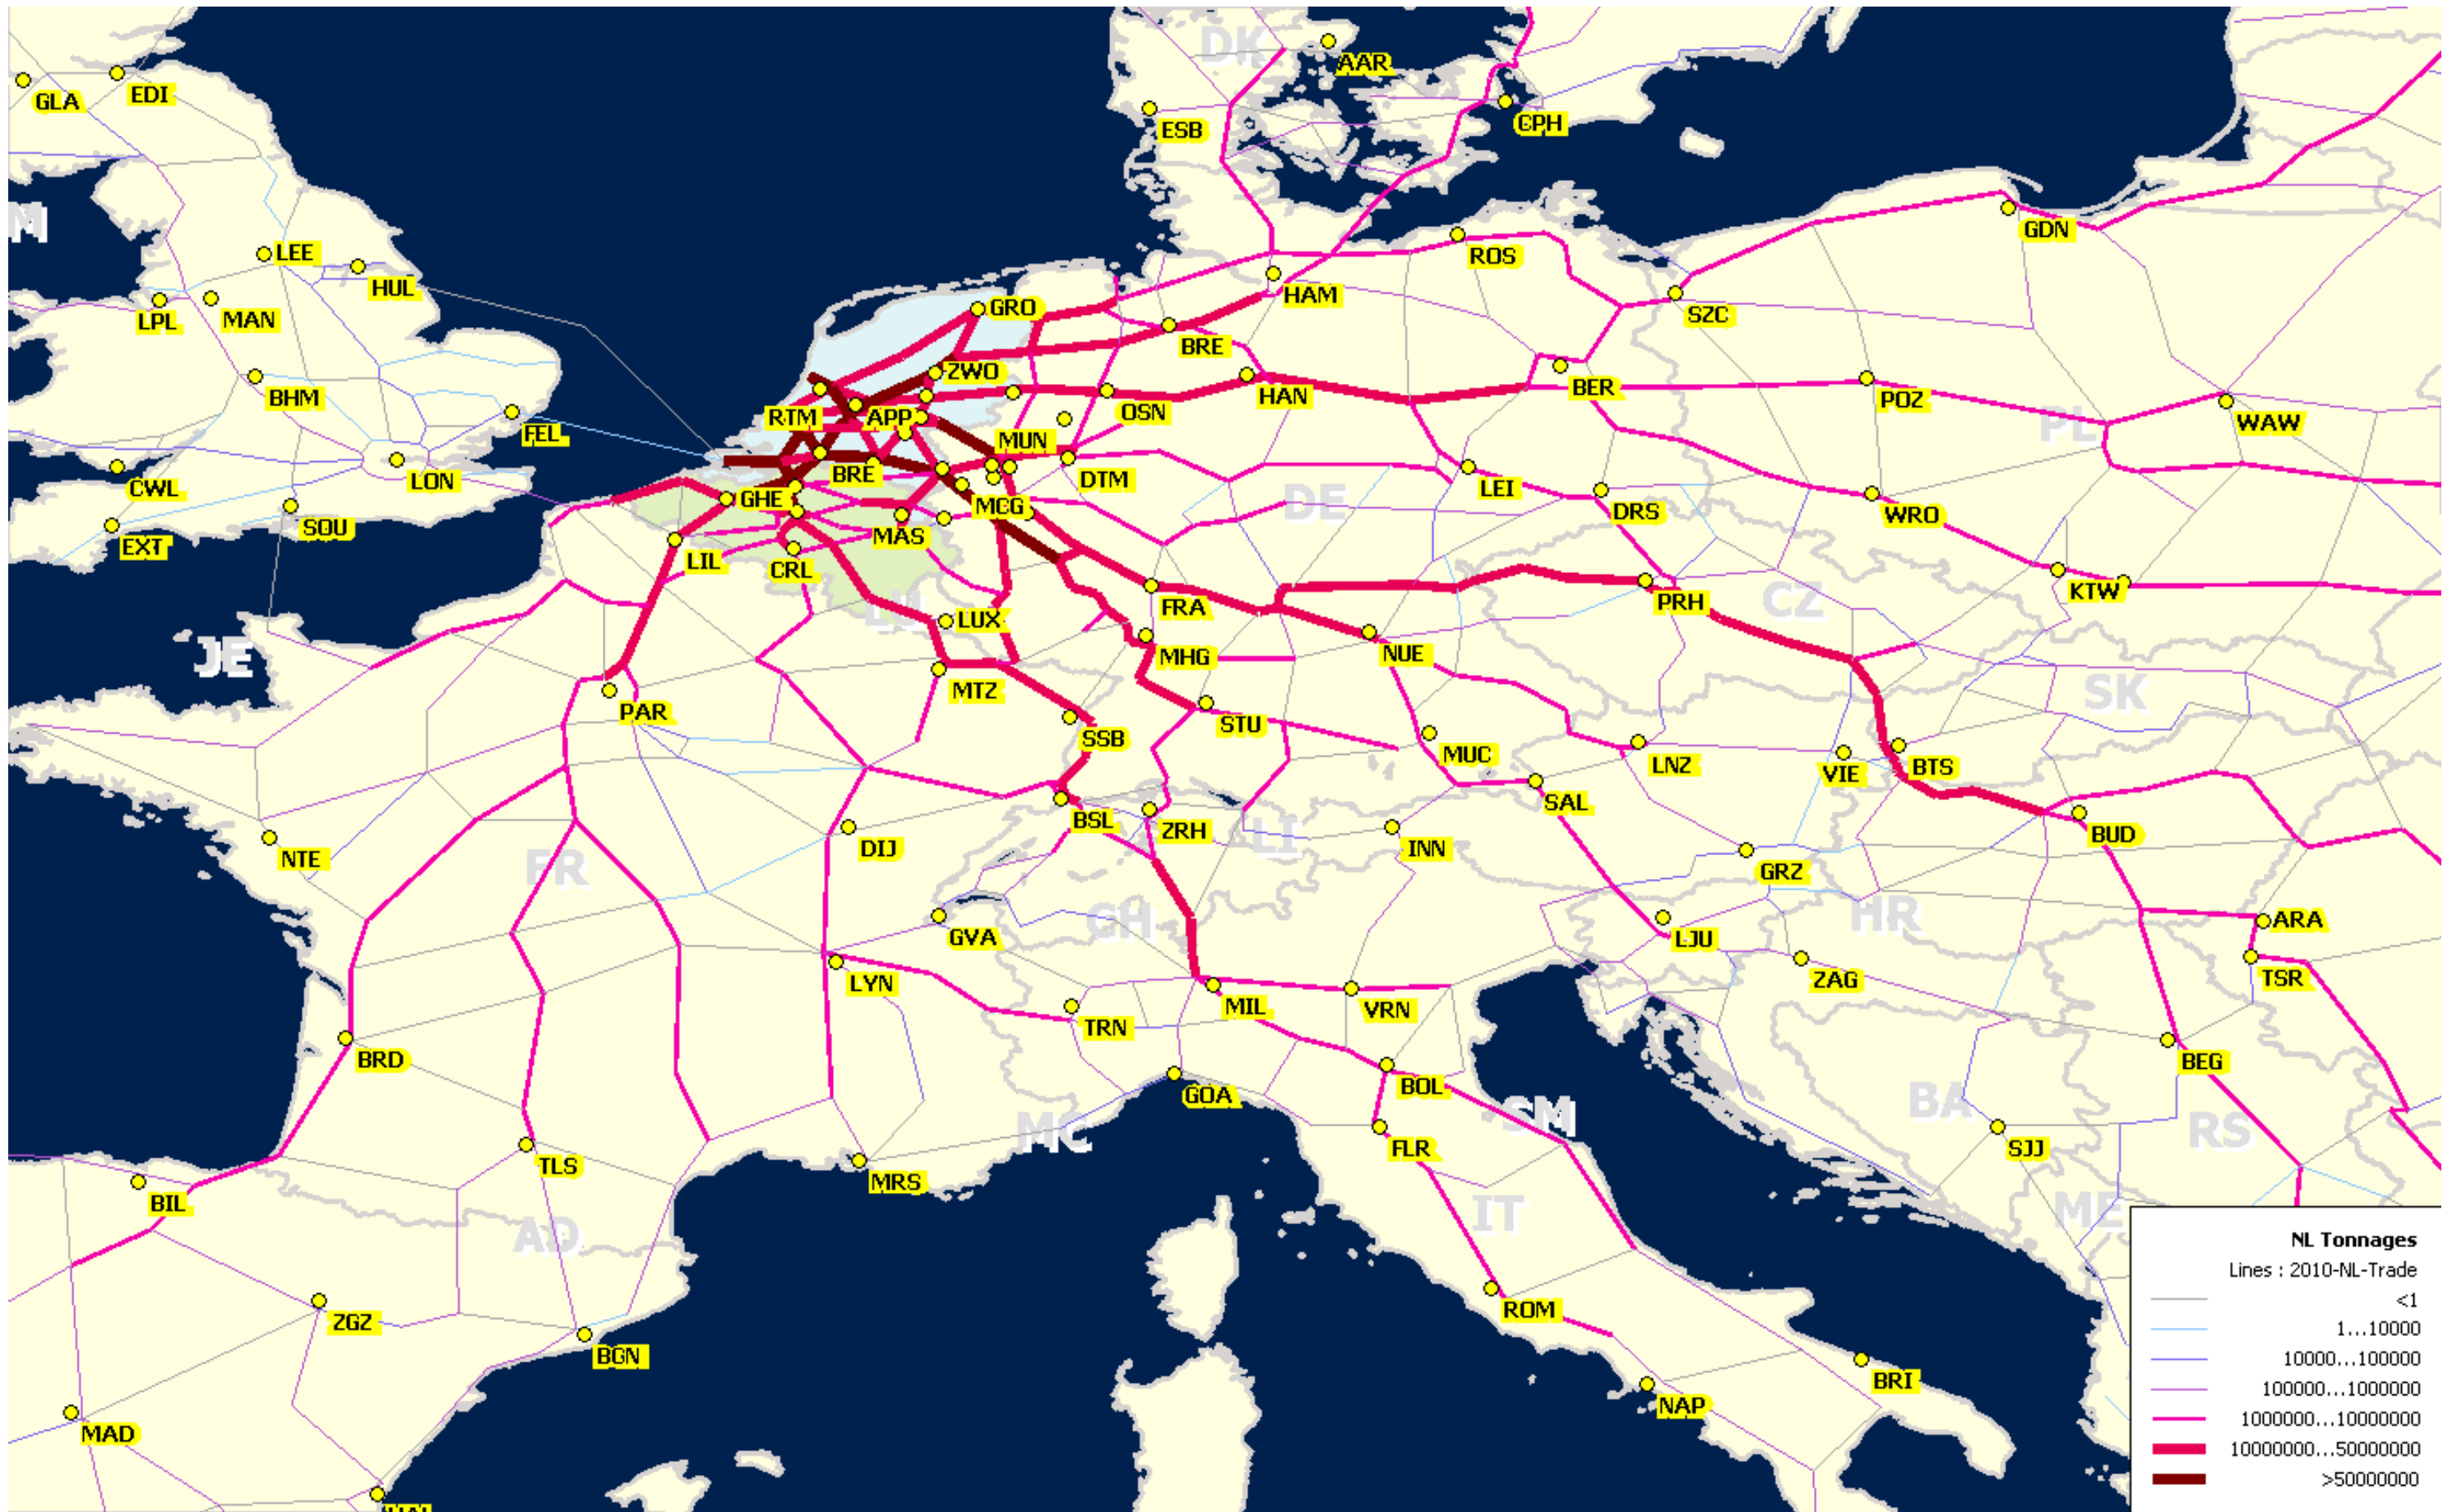 DK
AAR
GLA
EDI
ESB
CPH
M
LEE
HUL
ROS
GDN
LPL
MAN
GRO
HAM
SZC
BRE
BHM
ZWO
BER
POZ
RTM
APP
OSN
HAN
PL
WAW
FEL
MUN
CWL
LON
BRE
DTM
LEI
SOU
GHE
MCG
DE
DRS
WRO
EXT
MAS
LIL
CRL
FRA
PRH
CZ
KTW
LU
LUX
JE
MHG
NUE
MTZ
SK
PAR
STU
SSB
MUC
LNZ
VIE
BTS
SAL
BSL
ZRH
LI
INN
BUD
NTE
FR
DIJ
GRZ
HR
ARA
GVA
CH
LJU
LYN
ZAG
TSR
TRN
MIL
VRN
BRD
BEG
GOA
BOL
BA
RS
MC
SM
FLR
SJJ
TLS
MRS
BIL
AD
IT
ME
ROM
ZGZ
BGN
BRI
NAP
MAD
NL Tonnages
Lines : 2010-NL-Trade
<1
1...10000
10000...100000
100000...1000000
1000000...10000000
10000000...50000000
>50000000